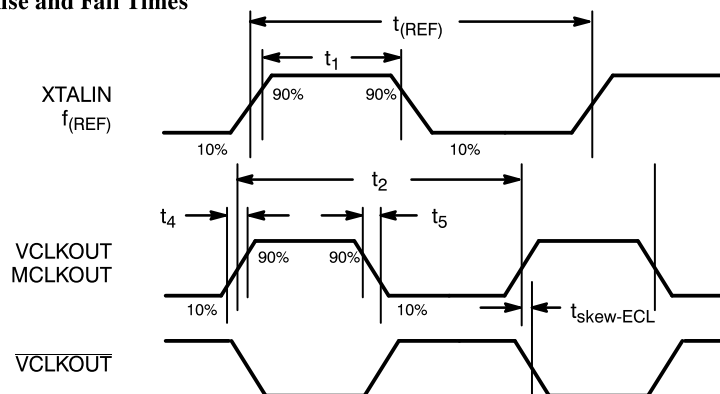 ise and Fall Times
t(REF)
t1
XTALIN
f(REF)
90% 90%
10% 10%
t2
t4 t5
VCLKOUT
MCLKOUT
90% 90%
10% 10%
tskew-ECL
VCLKOUT